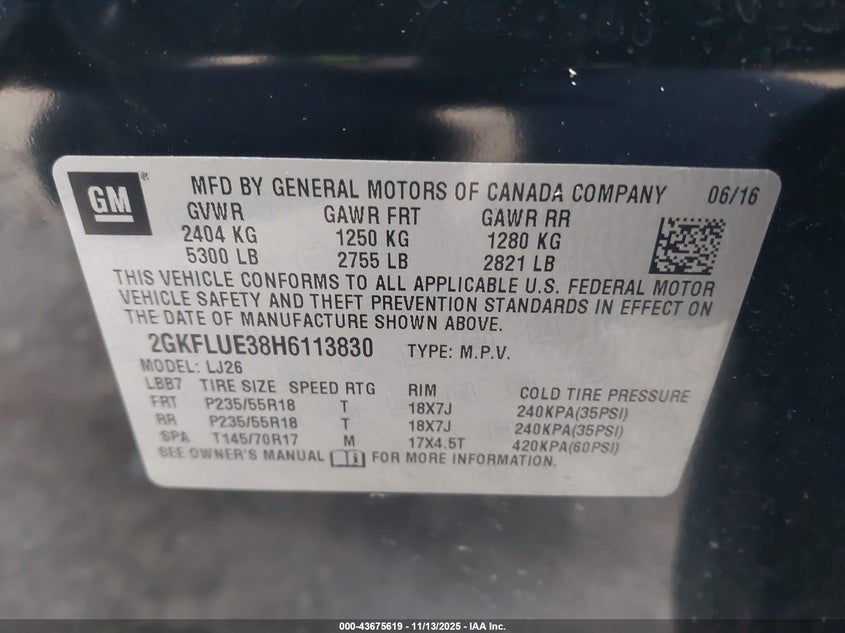 GM ® MFD BY GENERAL MOTORS OF CANADA COMPANY 06/16
GVWR GAWR FRT GAWR RR
2404 KG 1250 KG 1280 KG
5300 LB 2755 LB 2821 LB
THIS VEHICLE CONFORMS TO ALL APPLICABLE U.S. FEDERAL MOTOR
VEHICLE SAFETY AND THEFT PREVENTION STANDARDS IN EFFECT ON
THE DATE OF MANUFACTURE SHOWN ABOVE.
2GKFLUE38H6113830 TYPE: M.P.V.
MODEL: LJ26
LBB7 TIRE SIZE SPEED RTG RIM COLD TIRE PRESSURE
FRT P235/55R18 T 18X7J 240KPA(35PSI)
RR P235/55R18 T 18X7J 240KPA(35PSI)
SPA T145/70R17 M 17X4.5T 420KPA(60PSI)
SEE OWNER'S MANUAL FOR MORE INFORMATION.
000-43675619 - 11/13/2025 - IAA Inc.